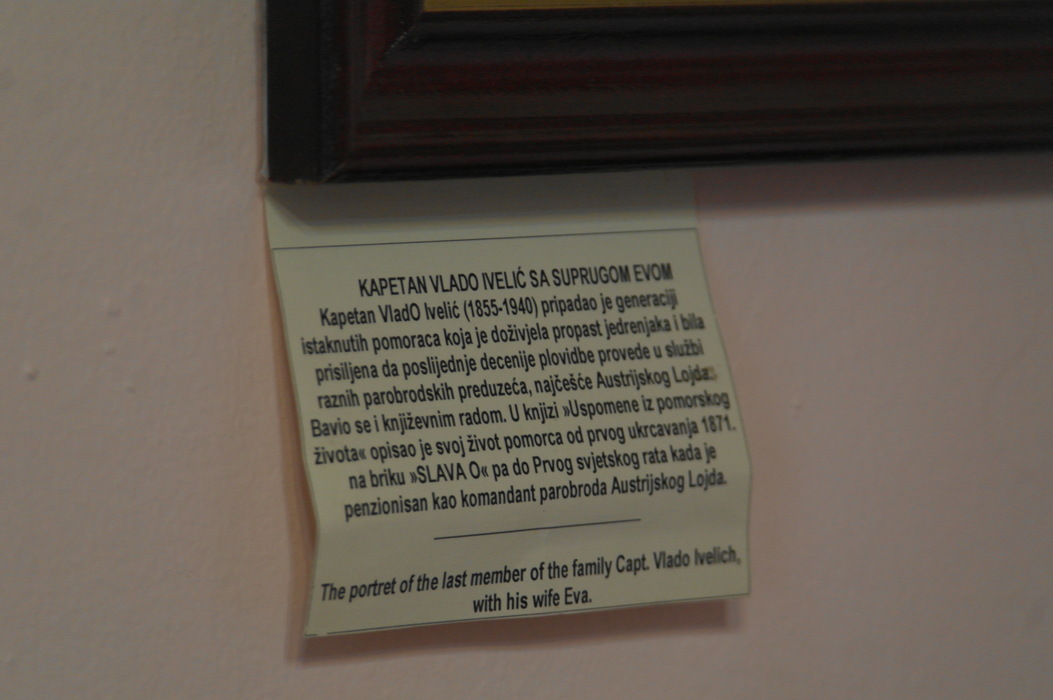 KAPETAN VLADO IVELIĆ SA SUPRUGOM EVOM
Kapetan VladO Ivelić (1855-1940) pripadao je generaciji
istaknutih pomoraca koja je doživjela propast jedrenjaka i bila
prisiljena da poslijednje decenije plovidbe provede u službi
raznih parobrodskih preduzeća, najčešće Austrijskog Lojda.
Bavio se i književnim radom. U knjizi »Uspomene iz pomorskog
života« opisao je svoj život pomorca od prvog ukrcavanja 1871.
na briku »SLAVA O« pa do Prvog svjetskog rata kada je
penzionisan kao komandant parobroda Austrijskog Lojda.
The portret of the last member of the family Capt. Vlado Ivelich,
with his wife Eva.